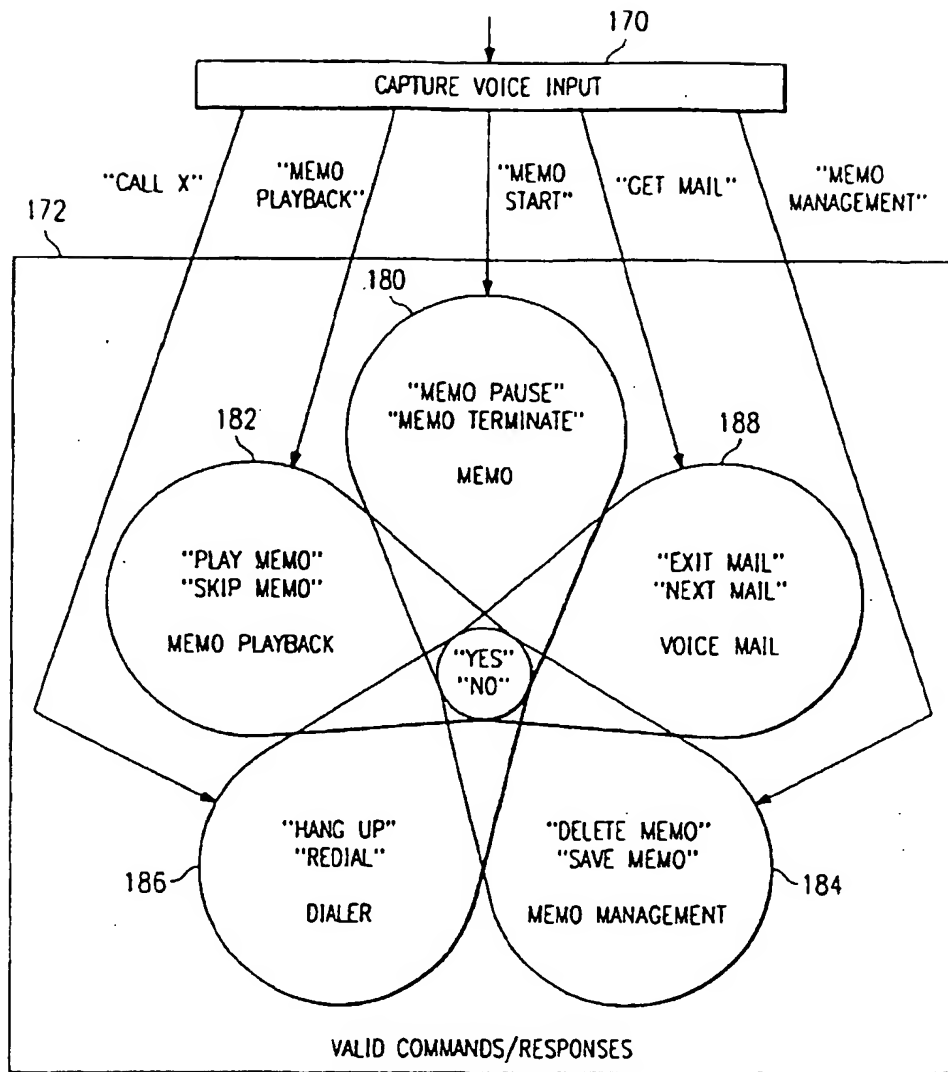 170
CAPTURE VOICE INPUT
"CALL X"
"MEMO
PLAYBACK"
"MEMO
START"
"GET MAIL"
"MEMO
MANAGEMENT"
172
180
"MEMO PAUSE"
"MEMO TERMINATE"
MEMO
182
188
"PLAY MEMO"
"SKIP MEMO"
MEMO PLAYBACK
"EXIT MAIL"
"NEXT MAIL"
VOICE MAIL
"YES"
"NO"
"HANG UP"
"REDIAL"
DIALER
186
"DELETE MEMO"
"SAVE MEMO"
MEMO MANAGEMENT
184
VALID COMMANDS/RESPONSES